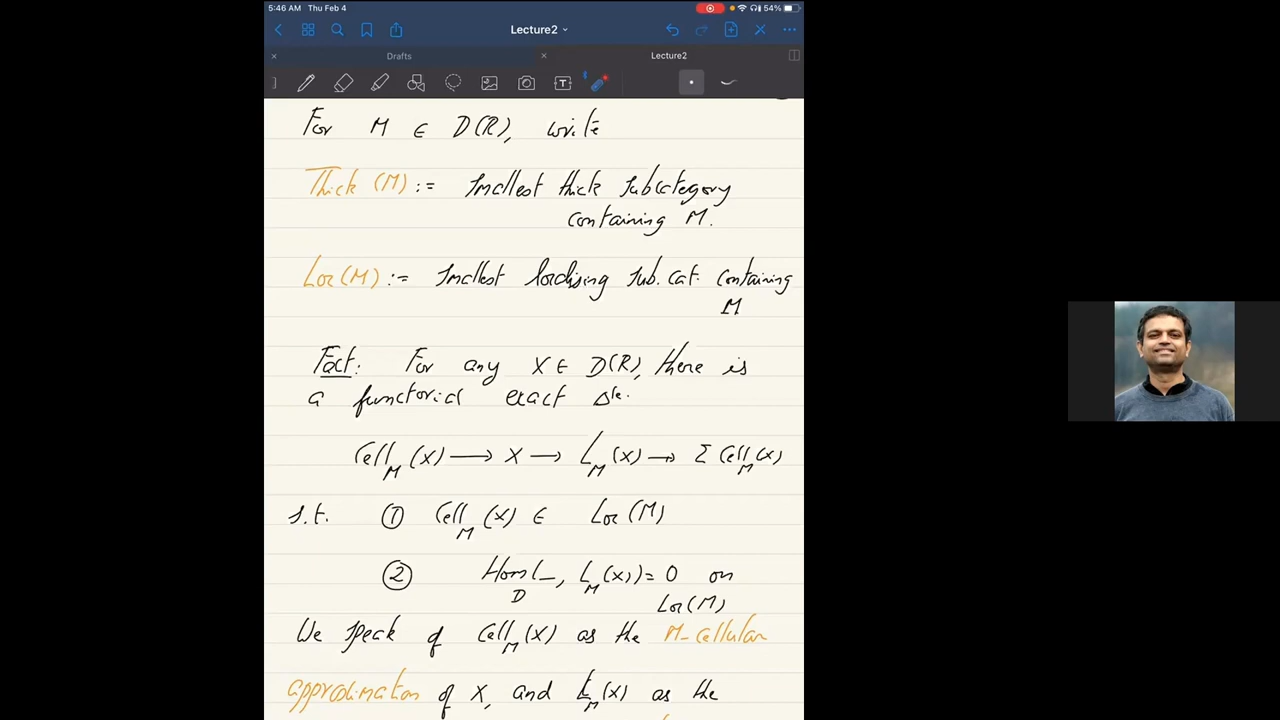 5:46 AM Thu Feb 4
54%
Lecture2
Drafts
Lecture2
T
For M ∈ D(R), write
Thick (M) := Smallest thick subcategory
containing M.
Loc(M) := Smallest localising sub.cat. containing
M
Fact: For any X ∈ D(R), there is
a functorial exact Δle.
Cell_M (X) ⟶ X ⟶ L_M (X) ⟶ Σ Cell_M (X)
s.t. ① Cell_M (X) ∈ Loc (M)
② Hom_D (–, L_M (X)) = 0 on
Loc(M)
We speak of Cell_M (X) as the M-cellular
approximation of X, and L_M (X) as the